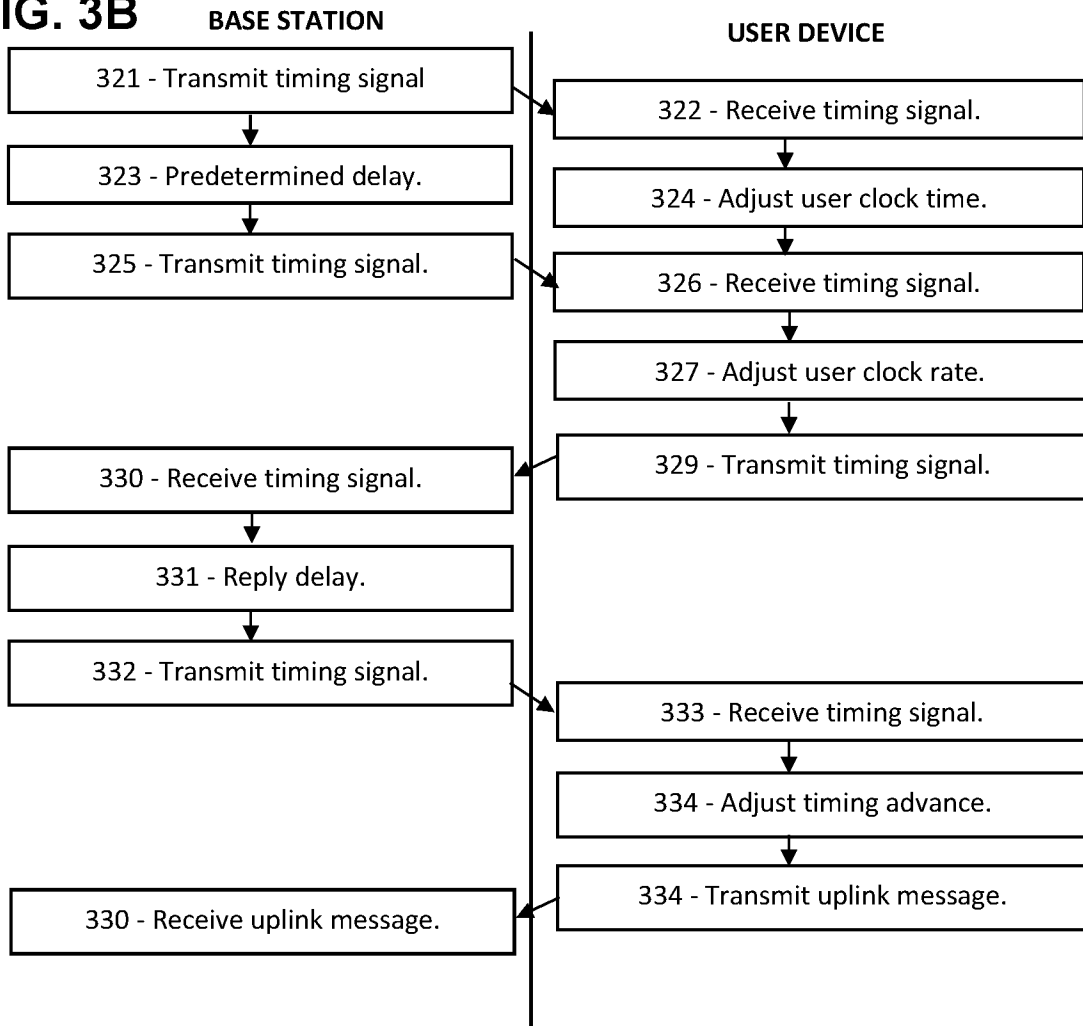 IG. 3B
BASE STATION
USER DEVICE
321 - Transmit timing signal
322 - Receive timing signal.
323 - Predetermined delay.
324 - Adjust user clock time.
325 - Transmit timing signal.
326 - Receive timing signal.
327 - Adjust user clock rate.
329 - Transmit timing signal.
330 - Receive timing signal.
331 - Reply delay.
332 - Transmit timing signal.
333 - Receive timing signal.
334 - Adjust timing advance.
334 - Transmit uplink message.
330 - Receive uplink message.